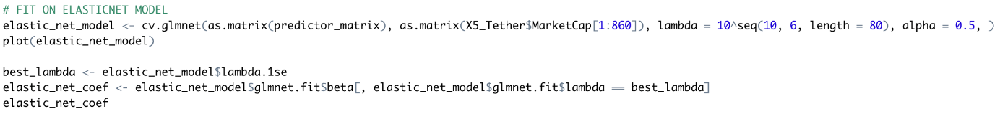 # FIT ON ELASTICNET MODEL
elastic_net_model <- cv.glmnet(as.matrix(predictor_matrix), as.matrix(X5_Tether$MarketCap[1:860]), lambda = 10^seq(10, 6, length = 80), alpha = 0.5, )
plot(elastic_net_model)
best_lambda <- elastic_net_model$lambda.1se
elastic_net_coef <- elastic_net_model$glmnet.fit$beta[, elastic_net_model$glmnet.fit$lambda == best_lambda]
elastic_net_coef